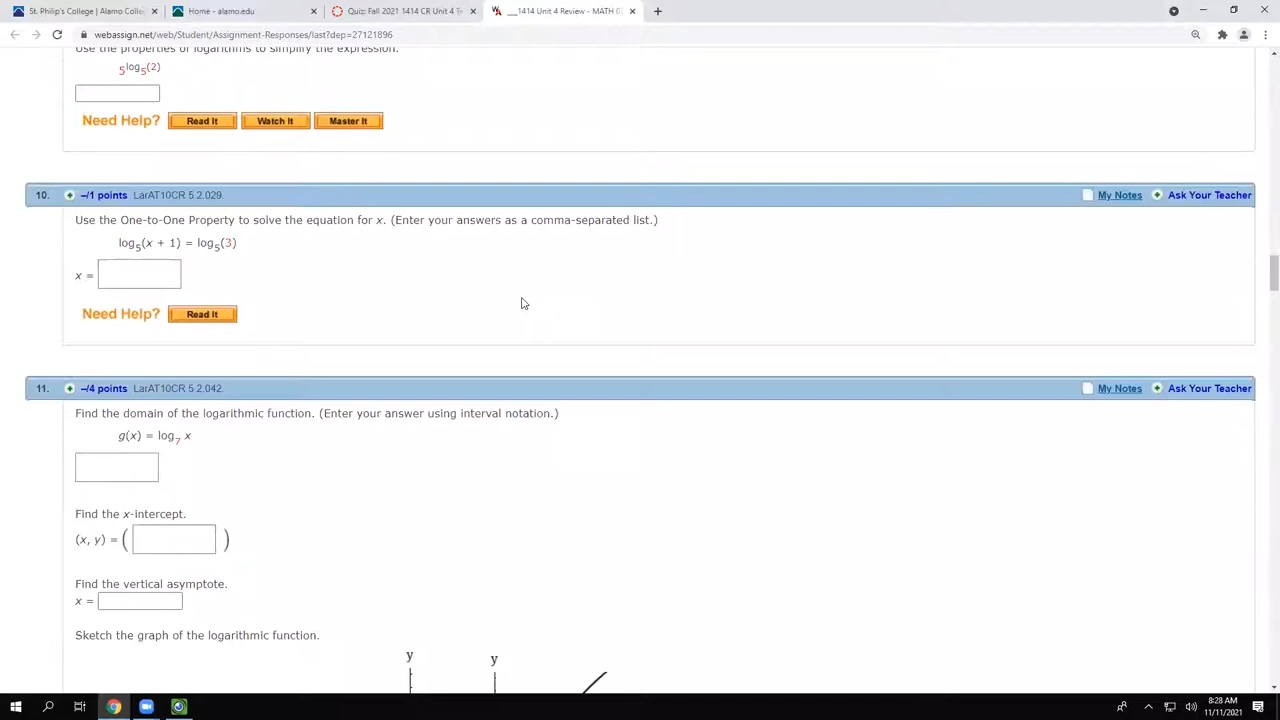 St. Philip's College | Alamo Coll
Home - alamo.edu
Quiz: Fall 2021 1414 CR Unit 4 T
__1414 Unit 4 Review - MATH 0
webassign.net/web/Student/Assignment-Responses/last?dep=27121896
Use the properties of logarithms to simplify the expression.
5^log5(2)
Need Help? Read It Watch It Master It
10. –/1 points LarAT10CR 5.2.029. My Notes Ask Your Teacher
Use the One-to-One Property to solve the equation for x. (Enter your answers as a comma-separated list.)
log5(x + 1) = log5(3)
x =
Need Help? Read It
11. –/4 points LarAT10CR 5.2.042. My Notes Ask Your Teacher
Find the domain of the logarithmic function. (Enter your answer using interval notation.)
g(x) = log7 x
Find the x-intercept.
(x, y) = ( )
Find the vertical asymptote.
x =
Sketch the graph of the logarithmic function.
y y
8:28 AM
11/11/2021